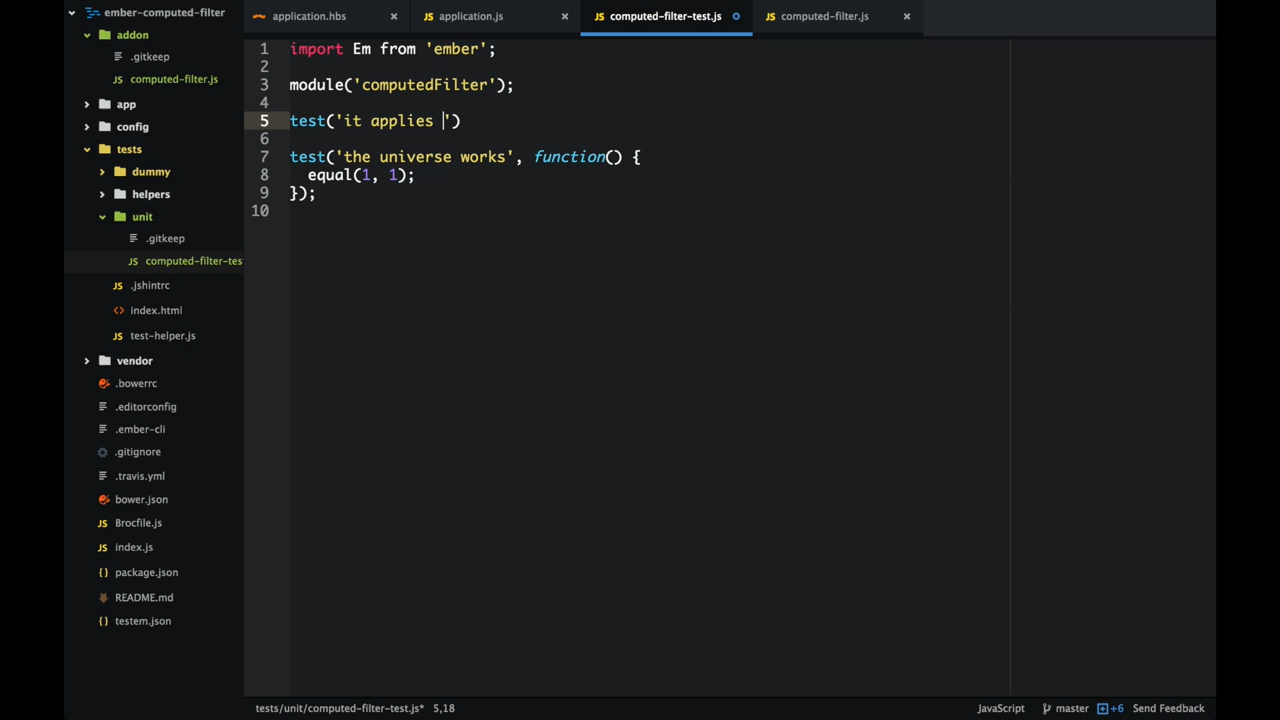 ember-computed-filter
addon
.gitkeep
computed-filter.js
app
config
tests
dummy
helpers
unit
.gitkeep
computed-filter-tes
.jshintrc
index.html
test-helper.js
vendor
.bowerrc
.editorconfig
.ember-cli
.gitignore
.travis.yml
bower.json
Brocfile.js
index.js
package.json
README.md
testem.json
application.hbs
application.js
computed-filter-test.js
computed-filter.js
1 import Em from 'ember';
2
3 module('computedFilter');
4
5 test('it applies ')
6
7 test('the universe works', function() {
8 equal(1, 1);
9 });
10
tests/unit/computed-filter-test.js* 5,18
JavaScript master +6 Send Feedback